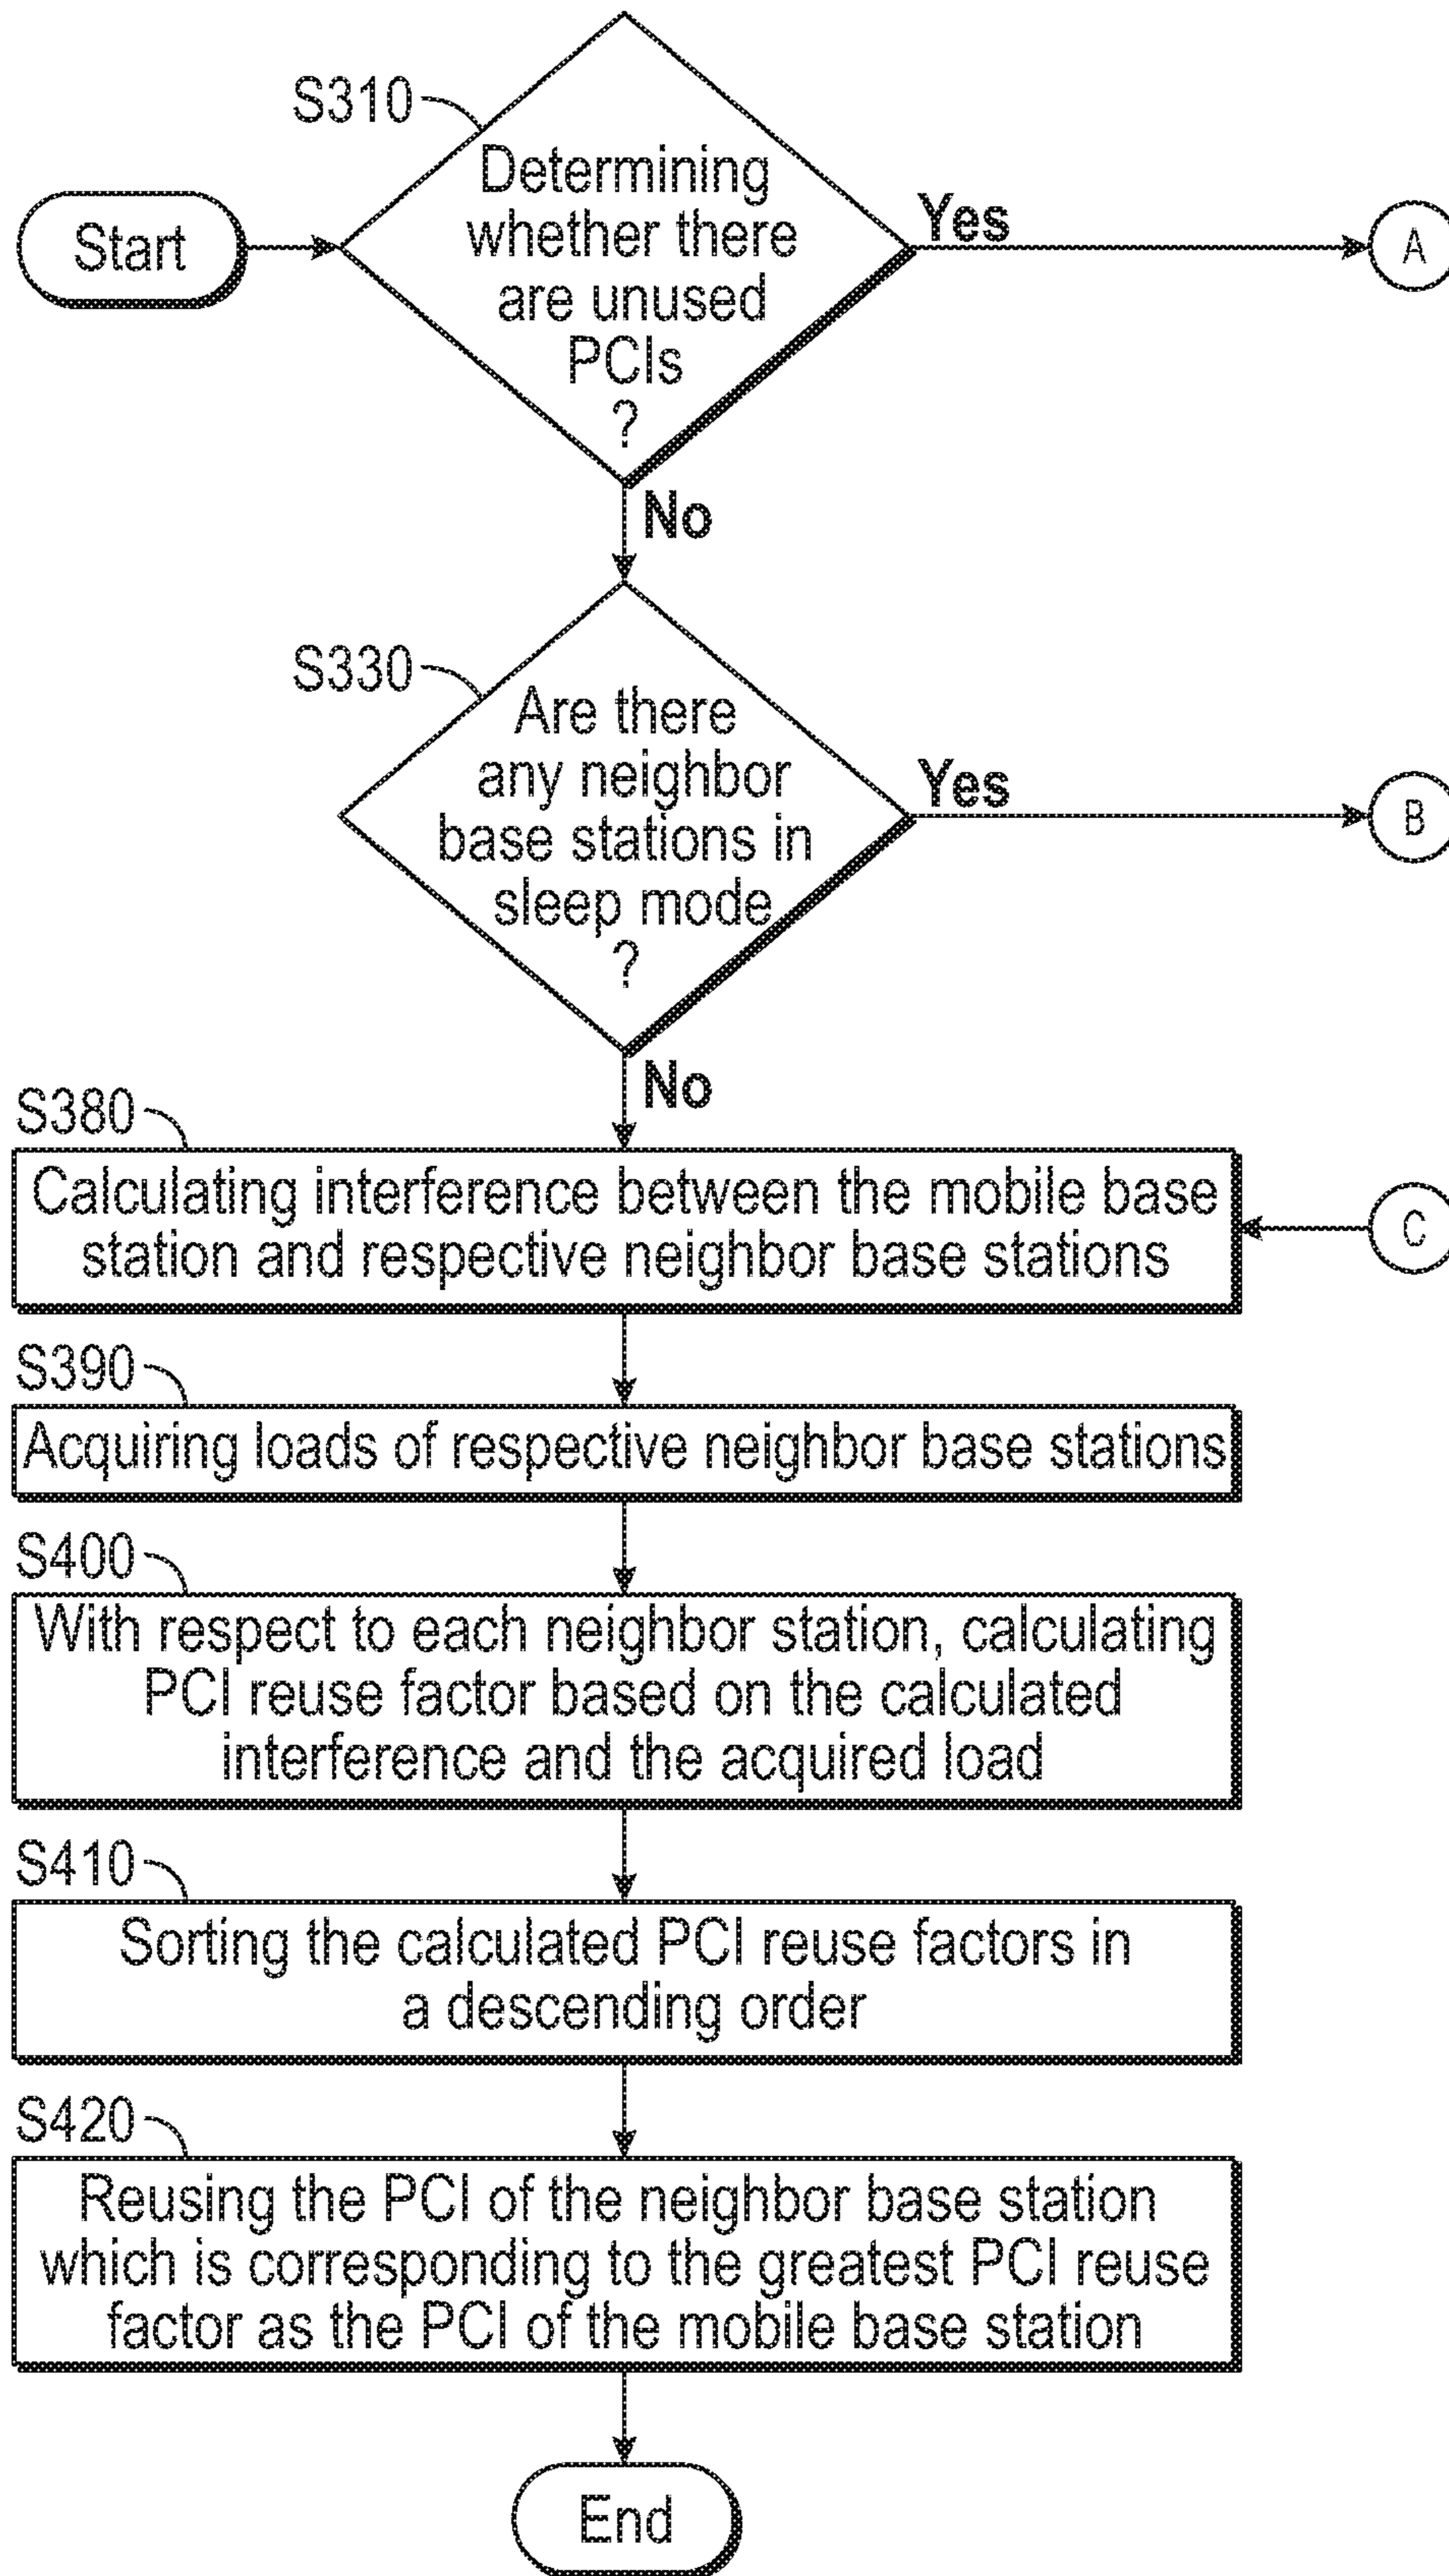 S310
Determining
whether there
are unused
PCIs
?
Start
Yes
A
No
S330
Are there
any neighbor
base stations in
sleep mode
?
Yes
B
No
S380
Calculating interference between the mobile base
station and respective neighbor base stations
C
S390
Acquiring loads of respective neighbor base stations
S400
With respect to each neighbor station, calculating
PCI reuse factor based on the calculated
interference and the acquired load
S410
Sorting the calculated PCI reuse factors in
a descending order
S420
Reusing the PCI of the neighbor base station
which is corresponding to the greatest PCI reuse
factor as the PCI of the mobile base station
End